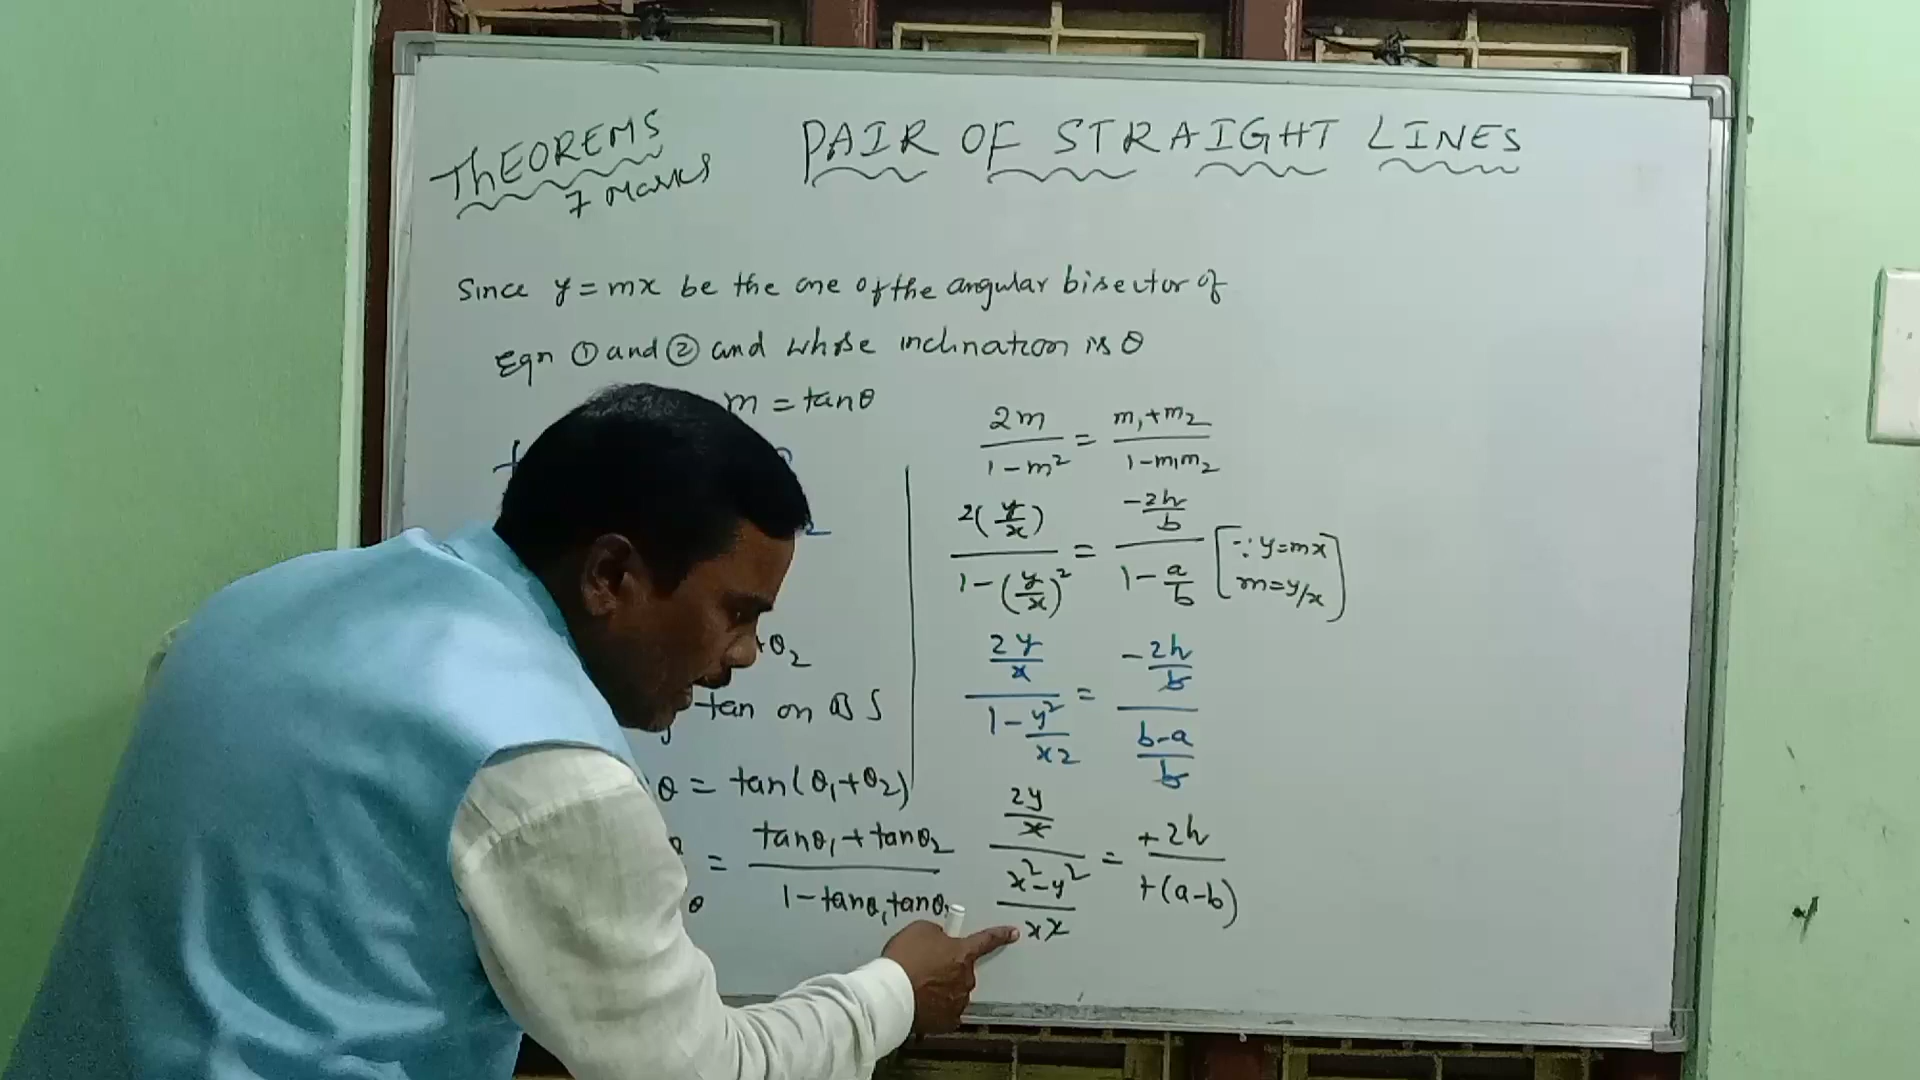 THEOREMS
7 Marks
PAIR OF STRAIGHT LINES
Since y = mx be the one of the angular bisector of
Eqn ① and ② and whose inclination is θ
m = tanθ
+θ2
tan on B S
θ = tan(θ1+θ2)
= tanθ1 + tanθ2 / 1 - tanθ1 tanθ
θ
2m / 1-m² = m1+m2 / 1-m1m2
2(y/x) / 1-(y/x)² = -2h/b / 1-a/b [∵ y=mx
m=y/x]
2y/x / 1-y²/x2 = -2h/b / b-a/b
2y/x / x²-y²/xx = +2h / +(a-b)